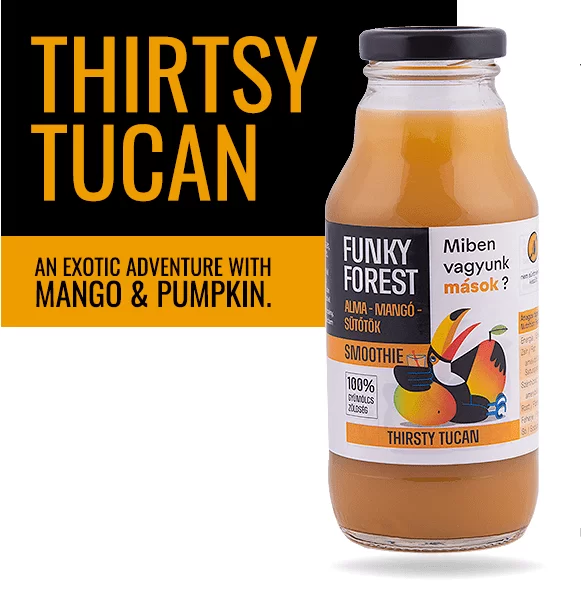 THIRTSY
TUCAN
AN EXOTIC ADVENTURE WITH
MANGO & PUMPKIN.
FUNKY
FOREST
ALMA - MANGÓ -
SÜTŐTÖK
SMOOTHIE
100%
GYÜMÖLCS
ZÖLDSÉG
Miben
vagyunk
mások?
THIRSTY TUCAN